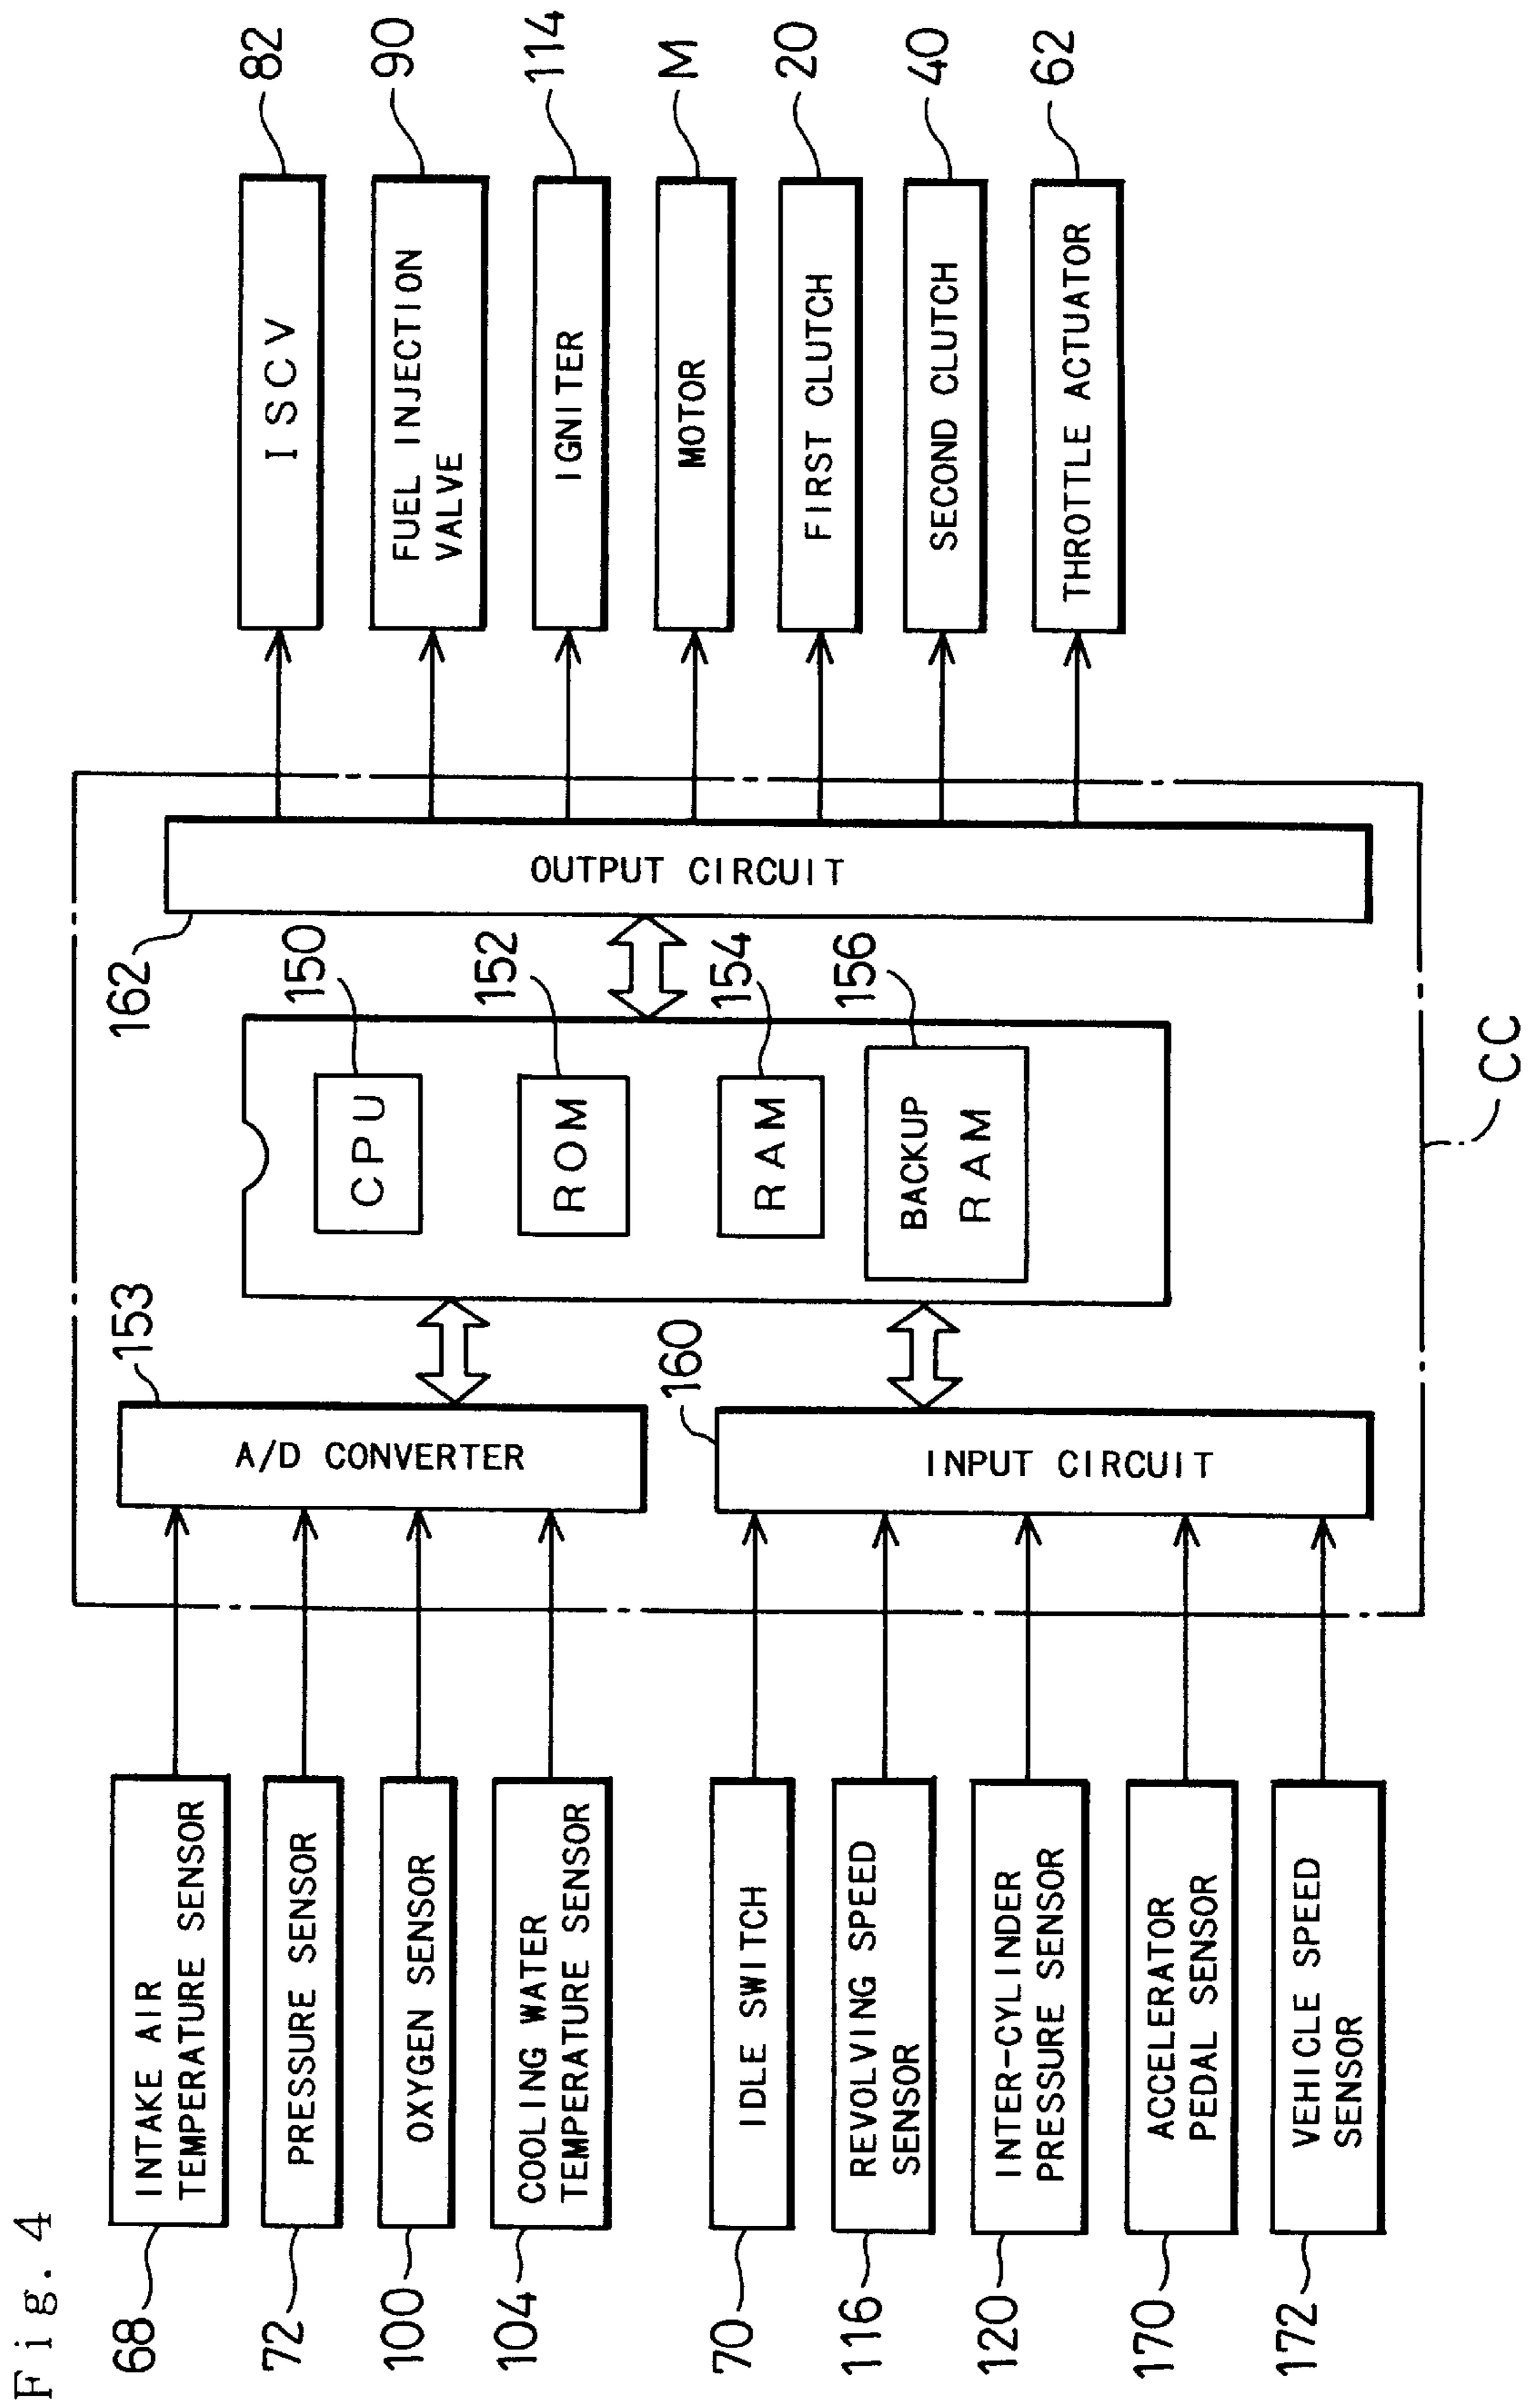 Fig. 4
68
INTAKE AIR
TEMPERATURE SENSOR
72
PRESSURE SENSOR
100
OXYGEN SENSOR
104
COOLING WATER
TEMPERATURE SENSOR
70
IDLE SWITCH
116
REVOLVING SPEED
SENSOR
120
INTER-CYLINDER
PRESSURE SENSOR
170
ACCELERATOR
PEDAL SENSOR
172
VEHICLE SPEED
SENSOR
153
A/D CONVERTER
160
INPUT CIRCUIT
150
CPU
152
ROM
154
RAM
156
BACKUP
RAM
162
OUTPUT CIRCUIT
CC
ISCV
82
FUEL INJECTION
VALVE
90
IGNITER
114
MOTOR
M
FIRST CLUTCH
20
SECOND CLUTCH
40
THROTTLE ACTUATOR
62